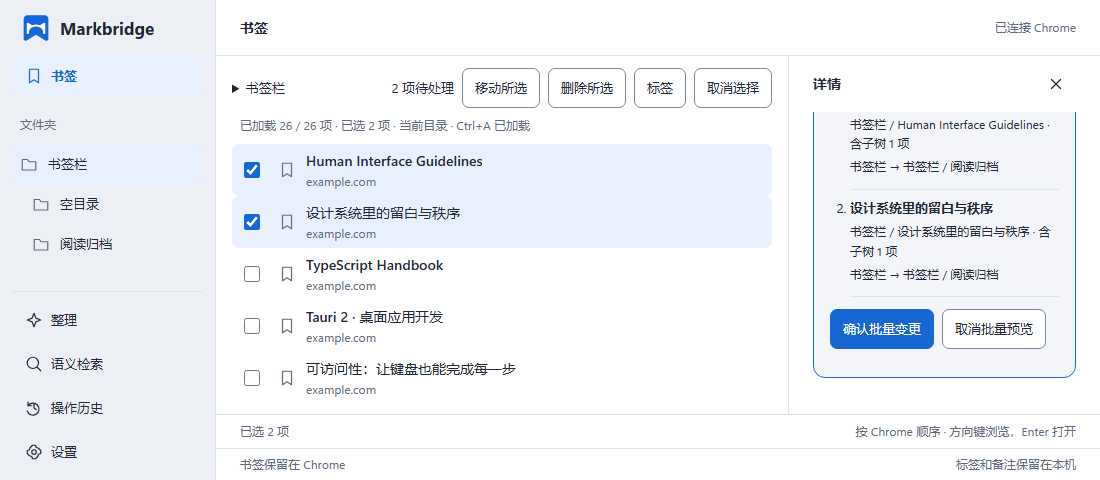 Markbridge
书签
文件夹
书签栏
空目录
阅读归档
整理
语义检索
操作历史
设置
书签
已连接 Chrome
书签栏
2 项待处理
移动所选
删除所选
标签
取消选择
已加载 26 / 26 项 · 已选 2 项 · 当前目录 · Ctrl+A 已加载
Human Interface Guidelines
example.com
设计系统里的留白与秩序
example.com
TypeScript Handbook
example.com
Tauri 2 · 桌面应用开发
example.com
可访问性：让键盘也能完成每一步
example.com
详情
书签栏 / Human Interface Guidelines ·
含子树 1 项
书签栏 → 书签栏 / 阅读归档
2. 设计系统里的留白与秩序
书签栏 / 设计系统里的留白与秩序 · 含
子树 1 项
书签栏 → 书签栏 / 阅读归档
确认批量变更
取消批量预览
已选 2 项
按 Chrome 顺序 · 方向键浏览，Enter 打开
书签保留在 Chrome
标签和备注保留在本机